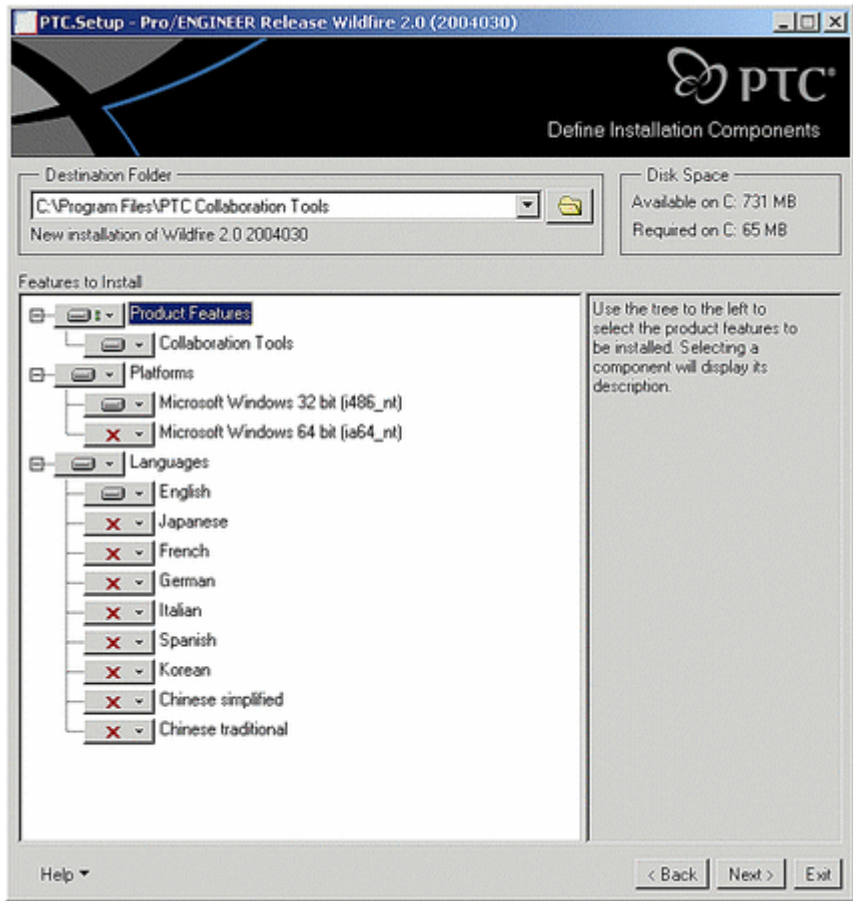 PTC.Setup - Pro/ENGINEER Release Wildfire 2.0 (2004030)
PTC®
Define Installation Components
Destination Folder
C:\Program Files\PTC Collaboration Tools
New installation of Wildfire 2.0 2004030
Disk Space
Available on C: 731 MB
Required on C: 65 MB
Features to Install
Product Features
Collaboration Tools
Platforms
Microsoft Windows 32 bit (i486_nt)
Microsoft Windows 64 bit (ia64_nt)
Languages
English
Japanese
French
German
Italian
Spanish
Korean
Chinese simplified
Chinese traditional
Use the tree to the left to
select the product features to
be installed. Selecting a
component will display its
description.
Help
< Back
Next >
Exit